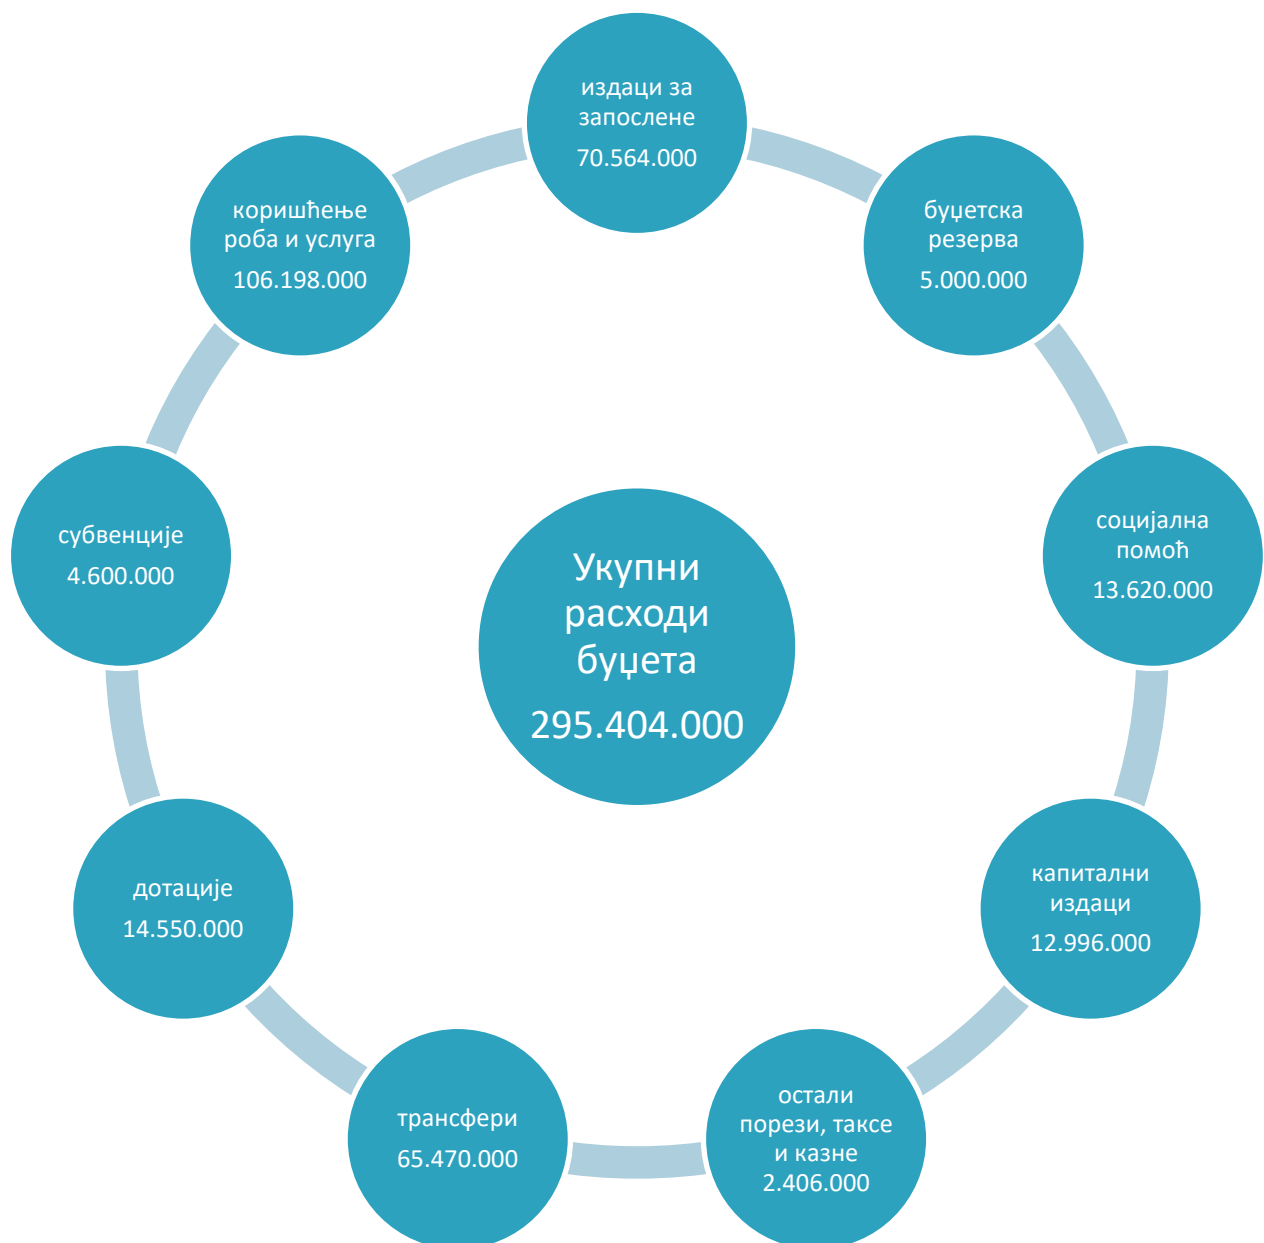 издаци за
запослене
70.564.000
буџетска
резерва
5.000.000
социјална
помоћ
13.620.000
капитални
издаци
12.996.000
остали
порези, таксе
и казне
2.406.000
трансфери
65.470.000
дотације
14.550.000
субвенције
4.600.000
коришћење
роба и услуга
106.198.000
Укупни
расходи
буџета
295.404.000